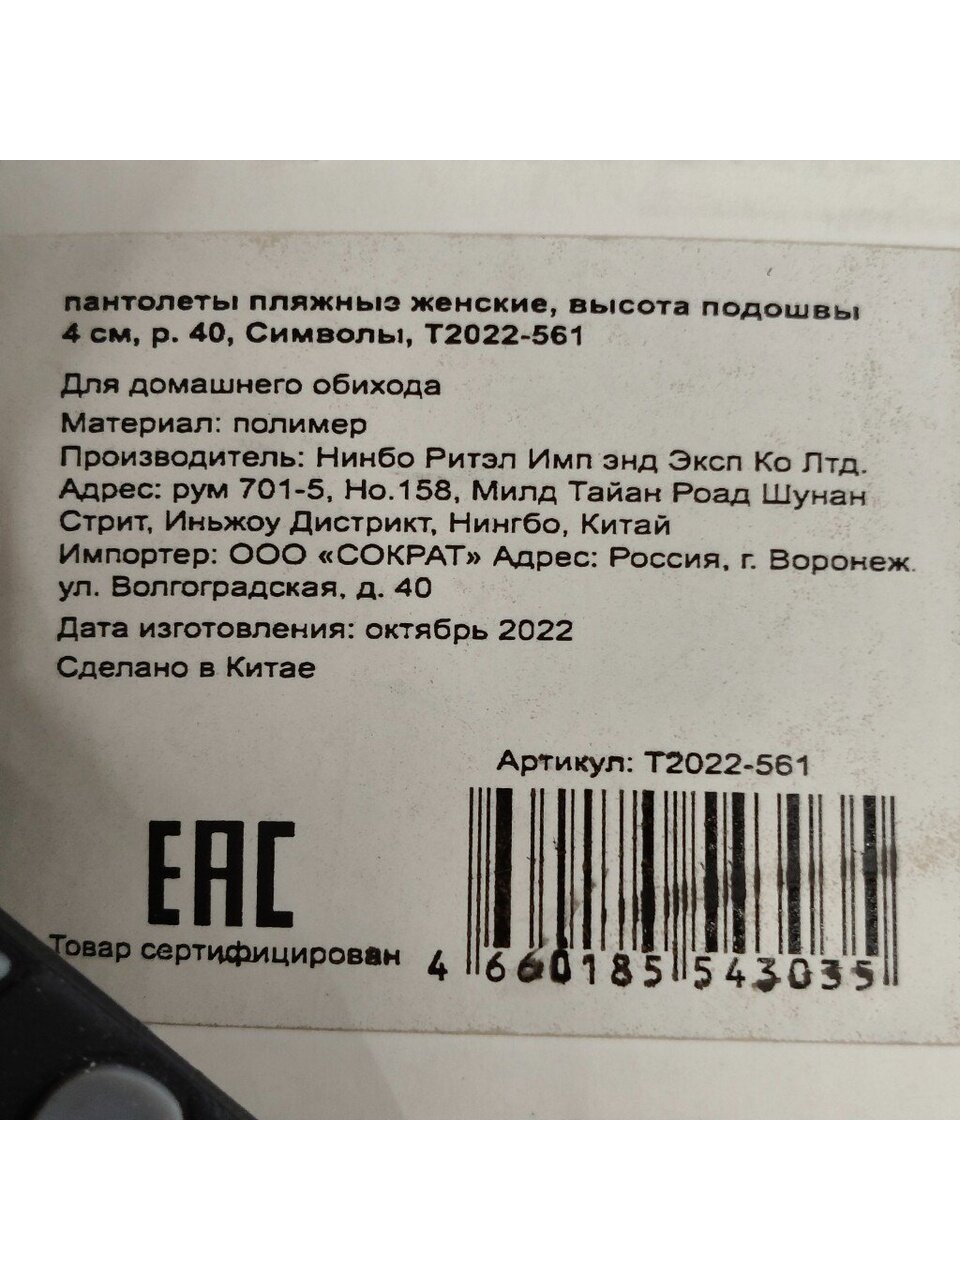 пантолеты пляжныэ женские, высота подошвы
4 см, р. 40, Символы, Т2022-561
Для домашнего обихода
Материал: полимер
Производитель: Нинбо Ритэл Имп энд Эксп Ко Лтд.
Адрес: рум 701-5, Но.158, Милд Тайан Роад Шунан
Стрит, Иньжоу Дистрикт, Нингбо, Китай
Импортер: ООО «СОКРАТ» Адрес: Россия, г. Воронеж.
ул. Волгоградская, д. 40
Дата изготовления: октябрь 2022
Сделано в Китае
Артикул: Т2022-561
EAC
Товар сертифицирован
4 660185 543035